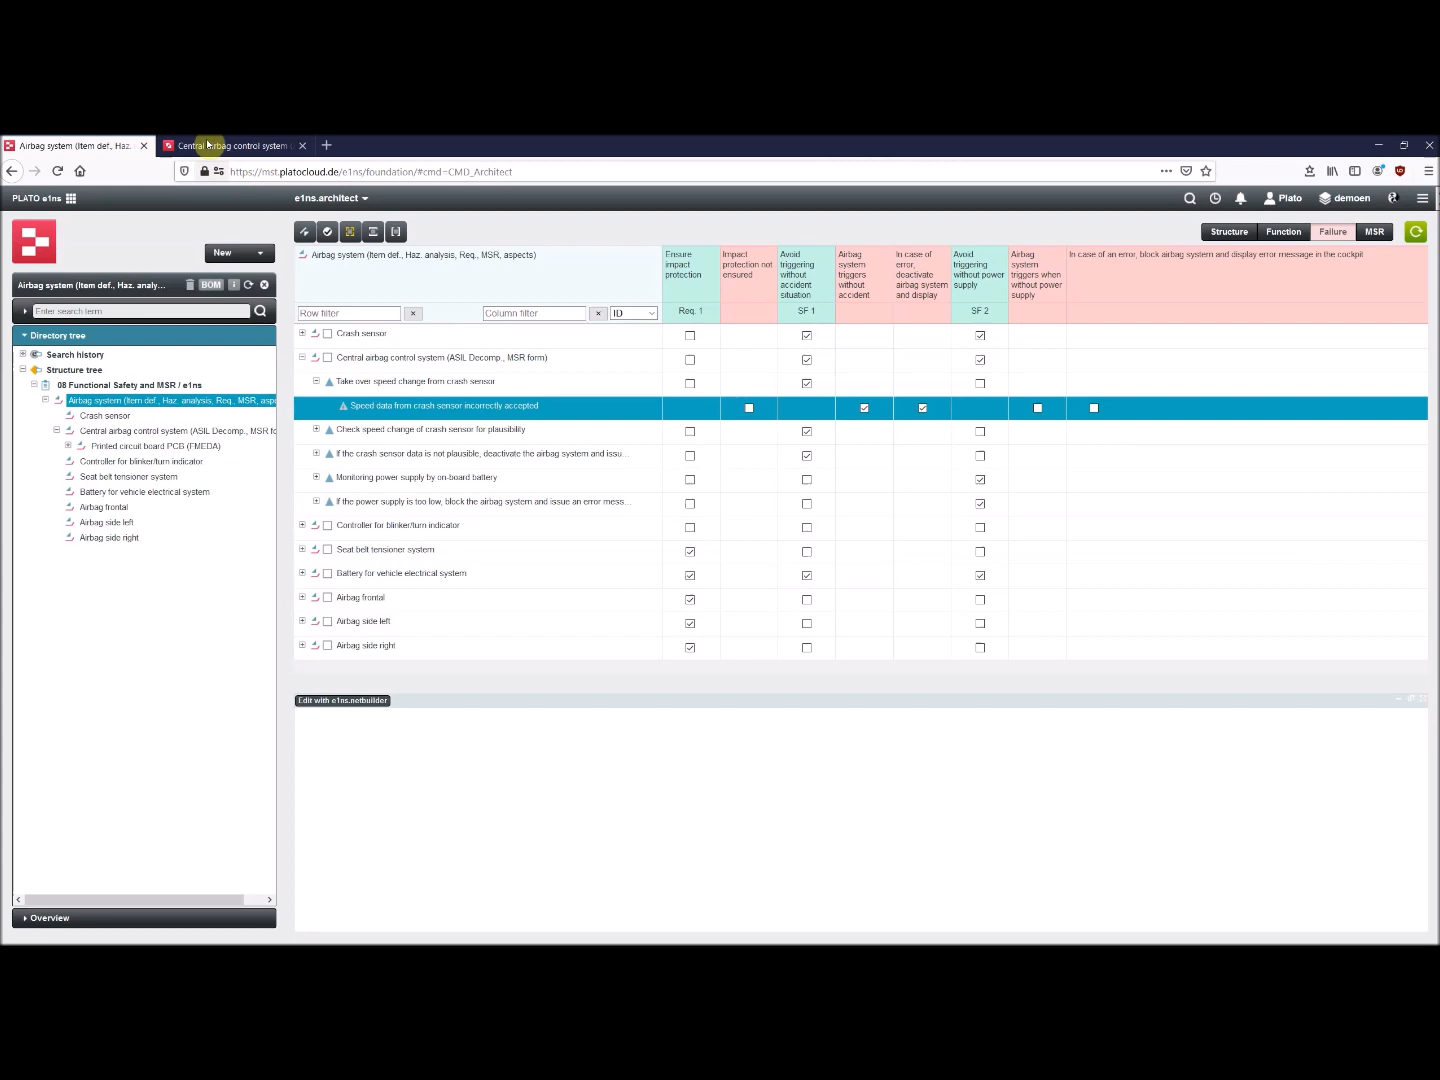 Airbag system (Item def., Haz.
Central airbag control system (
https://mst.platocloud.de/e1ns/foundation/#cmd=CMD_Architect
PLATO e1ns
e1ns.architect
Plato
demoen
New
Structure
Function
Failure
MSR
Airbag system (Item def., Haz. analy...
BOM
i
Enter search term
Directory tree
Search history
Structure tree
08 Functional Safety and MSR / e1ns
Airbag system (Item def., Haz. analysis, Req., MSR, aspe
Crash sensor
Central airbag control system (ASIL Decomp., MSR fo
Printed circuit board PCB (FMEDA)
Controller for blinker/turn indicator
Seat belt tensioner system
Battery for vehicle electrical system
Airbag frontal
Airbag side left
Airbag side right
Overview
Airbag system (Item def., Haz. analysis, Req., MSR, aspects)
Ensure impact protection
Impact protection not ensured
Avoid triggering without accident situation
Airbag system triggers without accident
In case of error, deactivate airbag system and display
Avoid triggering without power supply
Airbag system triggers when without power supply
In case of an error, block airbag system and display error message in the cockpit
Row filter
Column filter
ID
Req. 1
SF 1
SF 2
Crash sensor
Central airbag control system (ASIL Decomp., MSR form)
Take over speed change from crash sensor
Speed data from crash sensor incorrectly accepted
Check speed change of crash sensor for plausibility
If the crash sensor data is not plausible, deactivate the airbag system and issu...
Monitoring power supply by on-board battery
If the power supply is too low, block the airbag system and issue an error mess...
Controller for blinker/turn indicator
Seat belt tensioner system
Battery for vehicle electrical system
Airbag frontal
Airbag side left
Airbag side right
Edit with e1ns.netbuilder